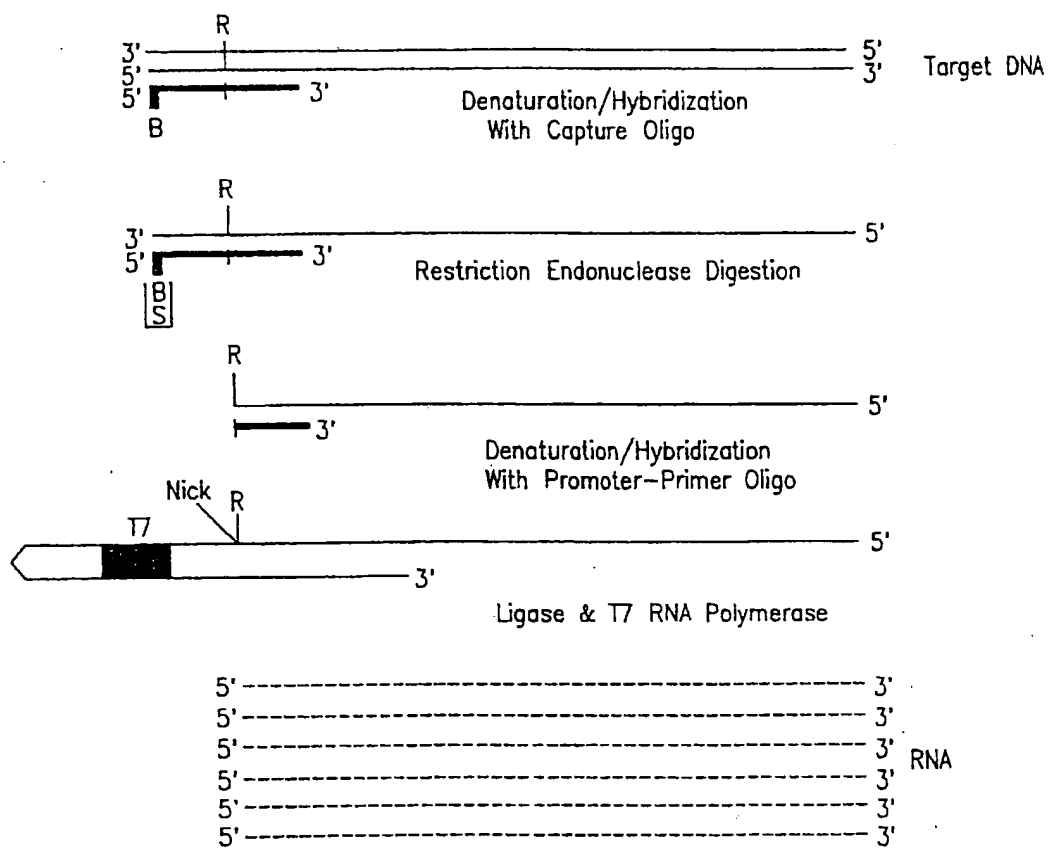 R
3' 5'
5' 3' Target DNA
5' 3'
B
Denaturation/Hybridization
With Capture Oligo
R
3' 5'
5' 3'
B
S
Restriction Endonuclease Digestion
R
5'
3'
Denaturation/Hybridization
With Promoter-Primer Oligo
Nick R
T7
5'
3'
Ligase & T7 RNA Polymerase
5' 3'
5' 3'
5' 3'
RNA
5' 3'
5' 3'
5' 3'